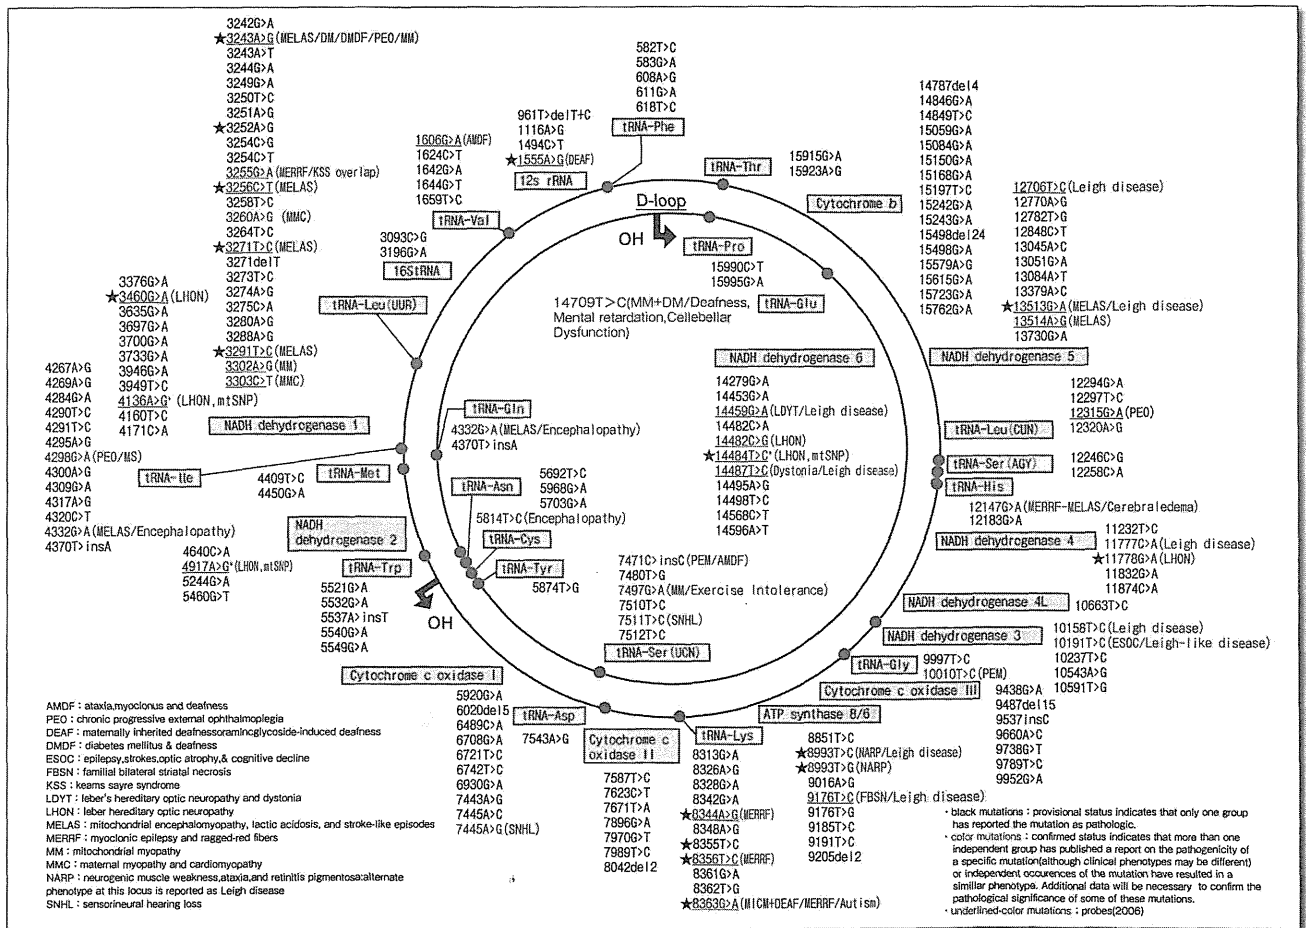 3242G>A
★3243A>G(MELAS/DM/DMDF/PEO/MM)
3243A>T
3244G>A
3249G>A
3250T>C
3251A>G
★3252A>G
3254C>G
3254C>T
3255G>A(MERRF/KSS overlap)
★3256C>T(MELAS)
3258T>C
3260A>G (MMC)
3264T>C
★3271T>C(MELAS)
3271delT
3273T>C
3274A>G
3275C>A
3280A>G
3288A>G
★3291T>C(MELAS)
3302A>G(MM)
3303C>T(MMC)
tRNA-Leu(UUR)
3376G>A
★3460G>A(LHON)
3635G>A
3697G>A
3700G>A
3733G>A
3946G>A
3949T>C
4136A>G*(LHON,mtSNP)
4160T>C
4171C>A
NADH dehydrogenase 1
4267A>G
4269A>G
4284G>A
4290T>C
4291T>C
4295A>G
4298G>A(PEO/MS)
4300A>G
4309G>A
4317A>G
4320C>T
4332G>A(MELAS/Encephalopathy)
4370T>insA
tRNA-Ile
tRNA-Met
4409T>C
4450G>A
NADH
dehydrogenase 2
4640C>A
4917A>G*(LHON,mtSNP)
5244G>A
5460G>T
tRNA-Trp
5521G>A
5532G>A
5537A>insT
5540G>A
5549G>A
OH
1606G>A(AMDF)
1624C>T
1642G>A
1644G>T
1659T>C
tRNA-Val
3093C>G
3196G>A
16StRNA
961T>delT+C
1116A>G
1494C>T
★1555A>G(DEAF)
12s rRNA
582T>C
583G>A
608A>G
611G>A
618T>C
tRNA-Phe
tRNA-Thr
15915G>A
15923A>G
D-loop
OH
tRNA-Pro
15990C>T
15995G>A
14709T>C(MM+DM/Deafness,
Mental retardation,Cellebellar
Dysfunction)
tRNA-Glu
Cytochrome b
14787del4
14846G>A
14849T>C
15059G>A
15084G>A
15150G>A
15168G>A
15197T>C
15242G>A
15243G>A
15498del24
15498G>A
15579A>G
15615G>A
15723G>A
15762G>A
12706T>C(Leigh disease)
12770A>G
12782T>G
12848C>T
13045A>C
13051G>A
13084A>T
13379A>C
★13513G>A(MELAS/Leigh disease)
13514A>G(MELAS)
13730G>A
NADH dehydrogenase 5
NADH dehydrogenase 6
14279G>A
14453G>A
14459G>A(LDYT/Leigh disease)
14482C>A
14482C>G(LHON)
★14484T>C*(LHON,mtSNP)
14487T>C(Dystonia/Leigh disease)
14495A>G
14498T>C
14568C>T
14596A>T
12294G>A
12297T>C
12315G>A(PEO)
12320A>G
tRNA-Leu(CUN)
tRNA-Ser(AGY)
12246C>G
12258C>A
tRNA-His
12147G>A(MERRF-MELAS/Cerebraledema)
12183G>A
NADH dehydrogenase 4
11232T>C
11777C>A(Leigh disease)
★11778G>A(LHON)
11832G>A
11874C>A
NADH dehydrogenase 4L
10663T>C
NADH dehydrogenase 3
10158T>C(Leigh disease)
10191T>C(ESOC/Leigh-like disease)
10237T>C
10543A>G
10591T>G
tRNA-Gly
9997T>C
10010T>C(PEM)
Cytochrome c oxidase III
9438G>A
9487del15
9537insC
9660A>C
9738G>T
9789T>C
9952G>A
tRNA-Gln
4332G>A(MELAS/Encephalopathy)
4370T>insA
tRNA-Asn
5692T>C
5968G>A
5703G>A
5814T>C(Encephalopathy)
tRNA-Cys
tRNA-Tyr
5874T>G
7471C>insC(PEM/AMDF)
7480T>G
7497G>A(MM/Exercise Intolerance)
7510T>C
7511T>C(SNHL)
7512T>C
tRNA-Ser(UCN)
Cytochrome c oxidase I
5920G>A
6020del5
6489C>A
6708G>A
6721T>C
6742T>C
6930G>A
7443A>G
7445A>C
7445A>G(SNHL)
tRNA-Asp
7543A>G
Cytochrome c
oxidase II
7587T>C
7623C>T
7671T>A
7896G>A
7970G>T
7989T>C
8042del2
tRNA-Lys
8313G>A
8326A>G
8328G>A
8342G>A
★8344A>G(MERRF)
8348A>G
★8355T>C
★8356T>C(MERRF)
8361G>A
8362T>G
★8363G>A(MICM+DEAF/MERRF/Autism)
ATP synthase 8/6
8851T>C
★8993T>C(NARP/Leigh disease)
★8993T>G(NARP)
9016A>G
9176T>C(FBSN/Leigh disease)
9176T>G
9185T>C
9191T>C
9205del2
AMDF : ataxia,myoclonus and deafness
PEO : chronic progressive external ophthalmoplegia
DEAF : maternally inherited deafnessoraminoglycoside-induced deafness
DMDF : diabetes mellitus & deafness
ESOC : epilepsy,strokes,optic atrophy,& cognitive decline
FBSN : familial bilateral striatal necrosis
KSS : kearns sayre syndrome
LDYT : leber's hereditary optic neuropathy and dystonia
LHON : leber hereditary optic neuropathy
MELAS : mitochondrial encephalomyopathy, lactic acidosis, and stroke-like episodes
MERRF : myoclonic epilepsy and ragged-red fibers
MM : mitochondrial myopathy
MMC : maternal myopathy and cardiomyopathy
NARP : neurogenic muscle weakness,ataxia,and retinitis pigmentosa:alternate
phenotype at this locus is reported as Leigh disease
SNHL : sensorineural hearing loss
・black mutations : provisional status indicates that only one group
has reported the mutation as pathologic.
・color mutations : confirmed status indicates that more than one
independent group has published a report on the pathogenicity of
a specific mutation(although clinical phenotypes may be different)
or independent occurences of the mutation have resulted in a
simillar phenotype. Additional data will be necessary to confirm the
pathological significance of some of these mutations.
・underlined-color mutations : probes(2006)